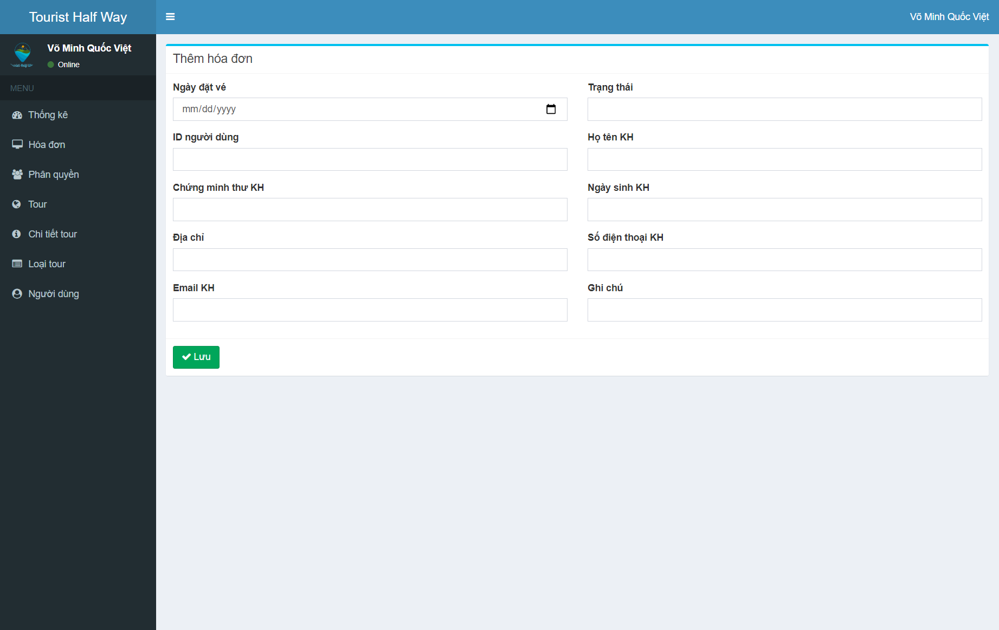 Tourist Half Way
Võ Minh Quốc Việt
Võ Minh Quốc Việt
Online
MENU
Thống kê
Hóa đơn
Phân quyền
Tour
Chi tiết tour
Loại tour
Người dùng
Thêm hóa đơn
Ngày đặt vé
mm/dd/yyyy
Trạng thái
ID người dùng
Họ tên KH
Chứng minh thư KH
Ngày sinh KH
Địa chỉ
Số điện thoại KH
Email KH
Ghi chú
Lưu